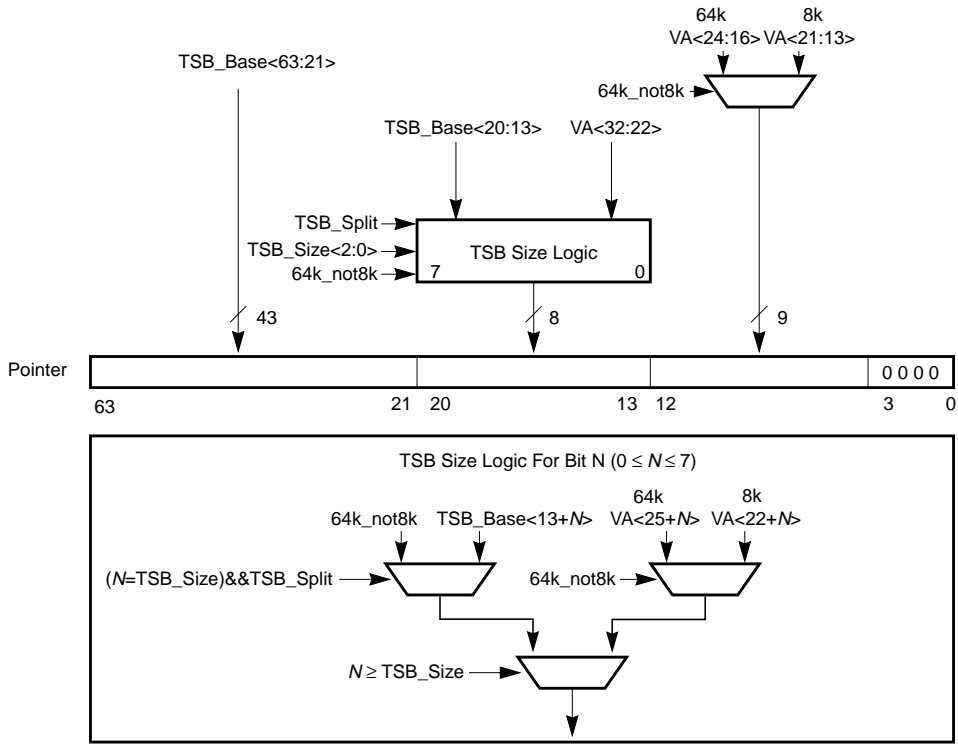 64k 8k
VA<24:16> VA<21:13>
TSB_Base<63:21>
64k_not8k
TSB_Base<20:13> VA<32:22>
TSB_Split
TSB_Size<2:0>
TSB Size Logic
64k_not8k
7 0
43 8 9
Pointer
0 0 0 0
63 21 20 13 12 3 0
TSB Size Logic For Bit N (0 ≤ N ≤ 7)
64k 8k
64k_not8k TSB_Base<13+N> VA<25+N> VA<22+N>
(N=TSB_Size)&&TSB_Split 64k_not8k
N ≥ TSB_Size